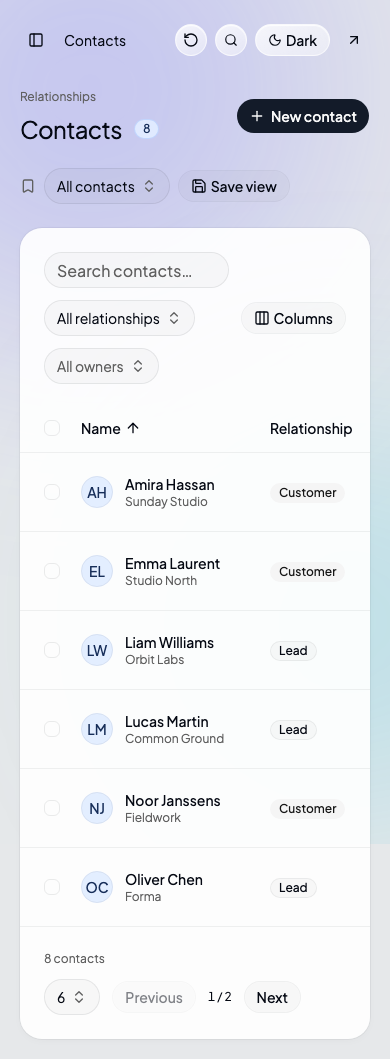 Contacts
Dark
Relationships
Contacts 8
New contact
All contacts
Save view
Search contacts…
All relationships
Columns
All owners
Name
Relationship
AH
Amira Hassan
Sunday Studio
Customer
EL
Emma Laurent
Studio North
Customer
LW
Liam Williams
Orbit Labs
Lead
LM
Lucas Martin
Common Ground
Lead
NJ
Noor Janssens
Fieldwork
Customer
OC
Oliver Chen
Forma
Lead
8 contacts
6
Previous
1/2
Next